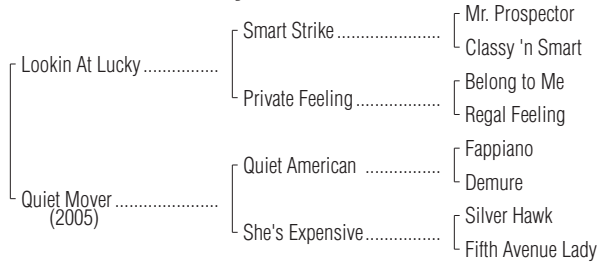 Mr. Prospector
Smart Strike ....................
Classy 'n Smart
Lookin At Lucky ...............
Belong to Me
Private Feeling ................
Regal Feeling
Fappiano
Quiet American ..............
Demure
Quiet Mover .....................
(2005)
Silver Hawk
She's Expensive ...............
Fifth Avenue Lady